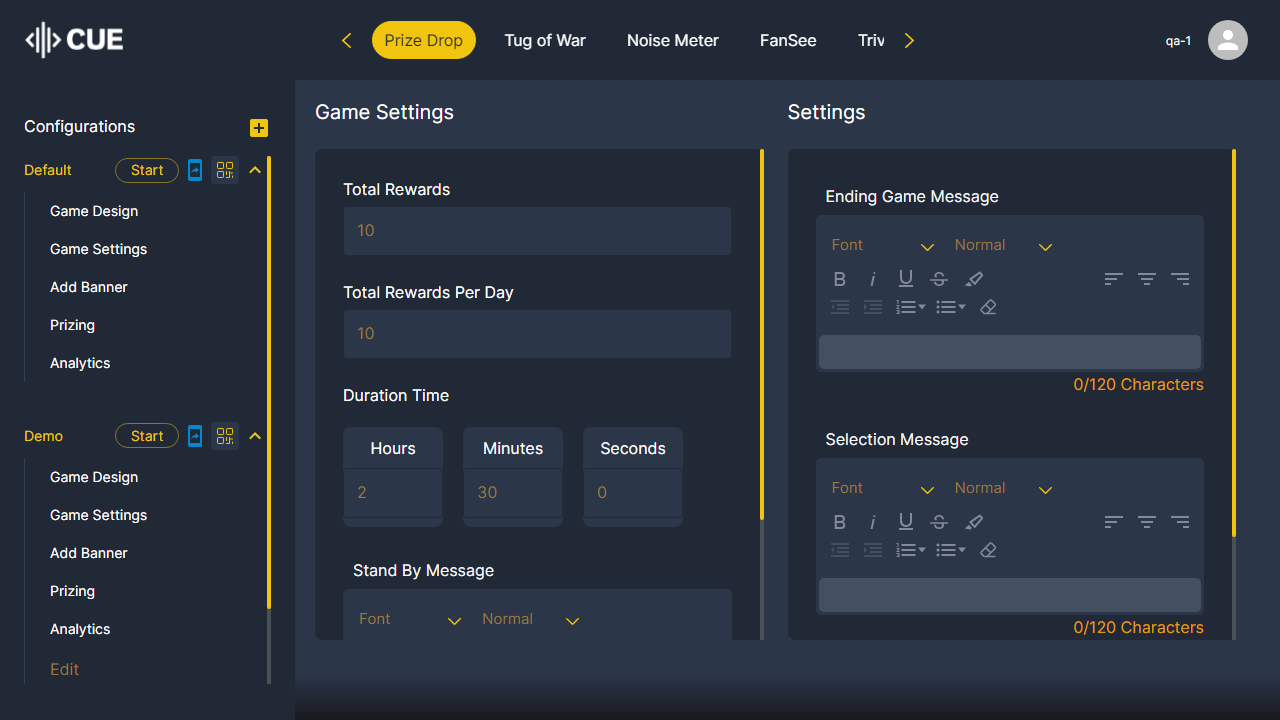 CUE
Prize Drop Tug of War Noise Meter FanSee Triv
qa-1
Configurations
Default Start
Game Design
Game Settings
Add Banner
Prizing
Analytics
Demo Start
Game Design
Game Settings
Add Banner
Prizing
Analytics
Edit
Game Settings
Total Rewards
10
Total Rewards Per Day
10
Duration Time
Hours Minutes Seconds
2 30 0
Stand By Message
Font Normal
Settings
Ending Game Message
Font Normal
B i U S
0/120 Characters
Selection Message
Font Normal
B i U S
0/120 Characters